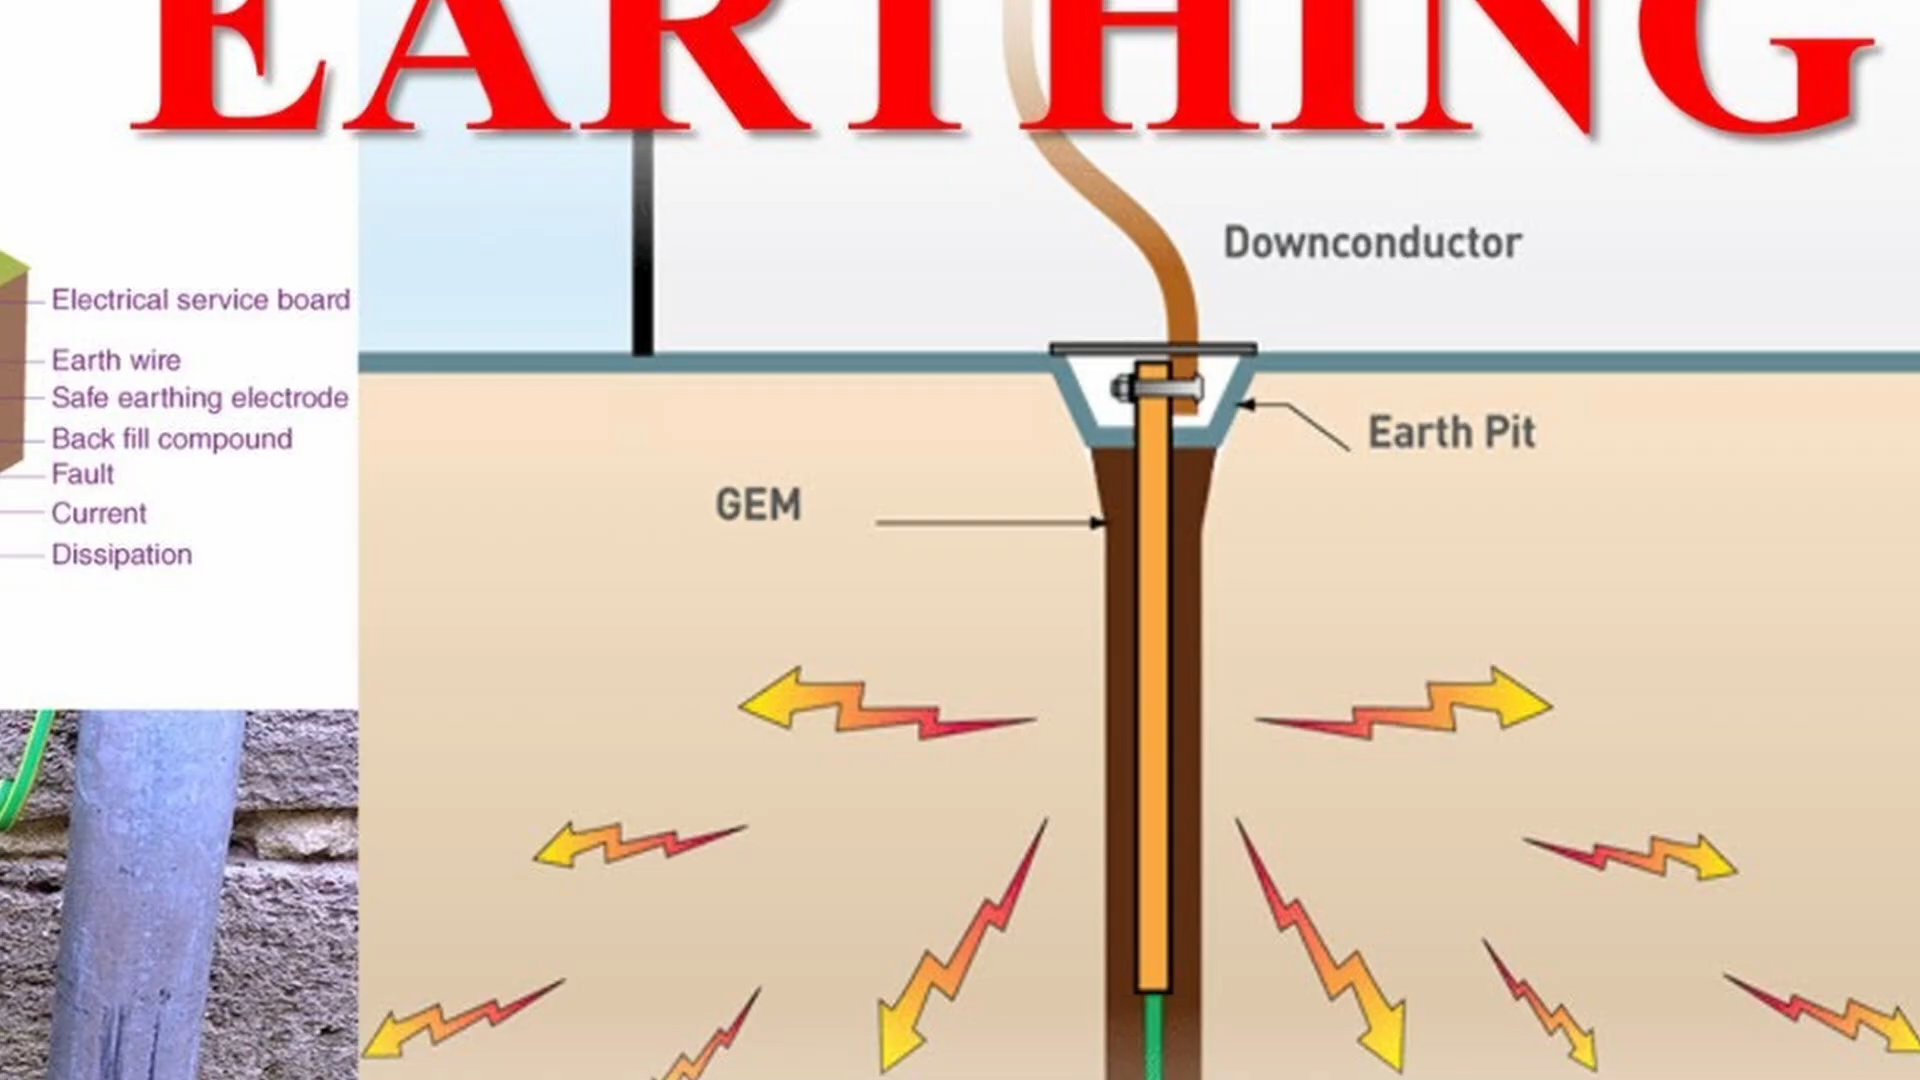 EARTHING
Downconductor
Electrical service board
Earth wire
Safe earthing electrode
Back fill compound
Fault
Current
Dissipation
Earth Pit
GEM